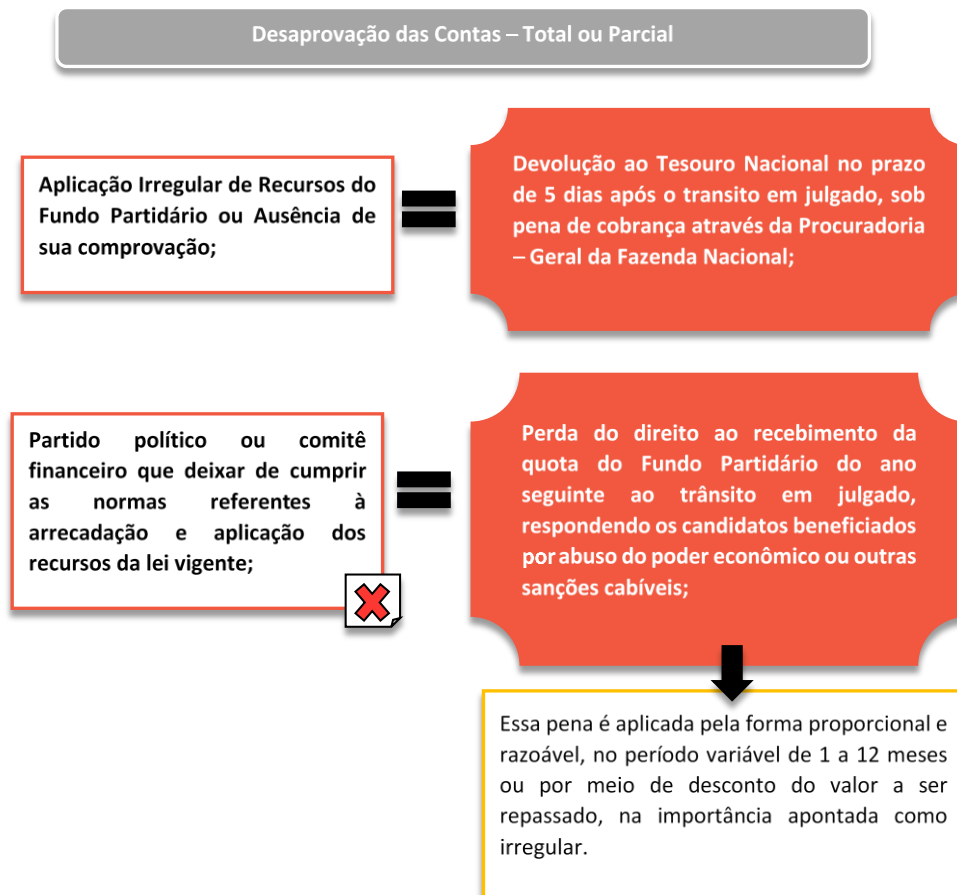 Desaprovação das Contas – Total ou Parcial
Aplicação Irregular de Recursos do
Fundo Partidário ou Ausência de
sua comprovação;
Devolução ao Tesouro Nacional no prazo
de 5 dias após o transito em julgado, sob
pena de cobrança através da Procuradoria
– Geral da Fazenda Nacional;
Partido político ou comitê
financeiro que deixar de cumprir
as normas referentes à
arrecadação e aplicação dos
recursos da lei vigente;
Perda do direito ao recebimento da
quota do Fundo Partidário do ano
seguinte ao trânsito em julgado,
respondendo os candidatos beneficiados
por abuso do poder econômico ou outras
sanções cabíveis;
Essa pena é aplicada pela forma proporcional e
razoável, no período variável de 1 a 12 meses
ou por meio de desconto do valor a ser
repassado, na importância apontada como
irregular.